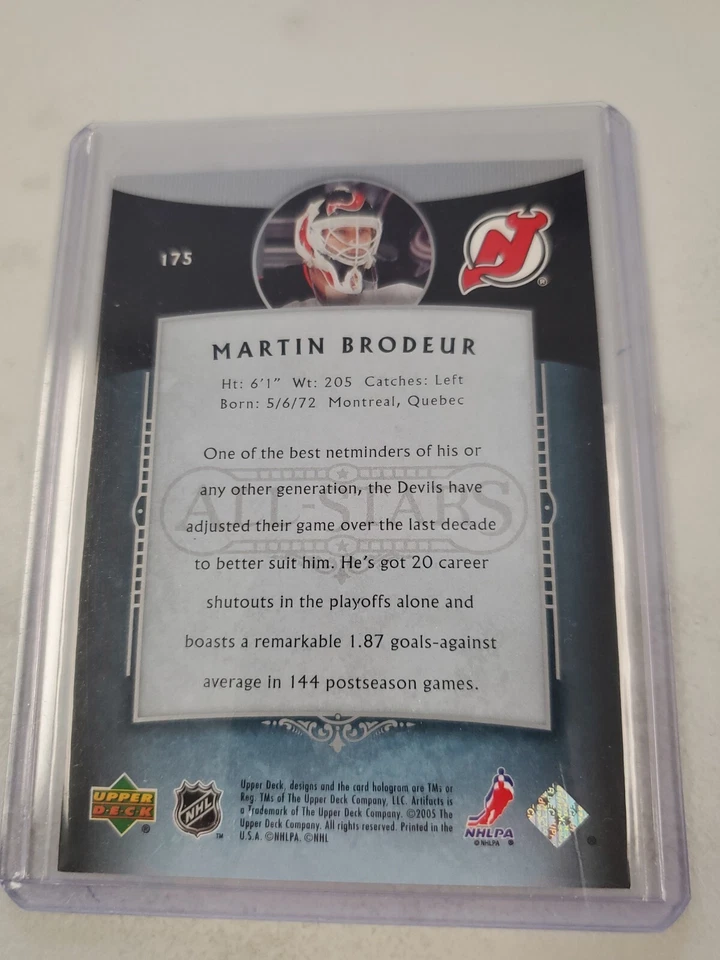 175
MARTIN BRODEUR
Ht: 6'1" Wt: 205 Catches: Left
Born: 5/6/72 Montreal, Quebec
ALL-STARS
One of the best netminders of his or
any other generation, the Devils have
adjusted their game over the last decade
to better suit him. He's got 20 career
shutouts in the playoffs alone and
boasts a remarkable 1.87 goals-against
average in 144 postseason games.
UPPER
DECK
®
NHL
™
Upper Deck, designs and the card hologram are TMs or
Reg. TMs of The Upper Deck Company, LLC. Artifacts is
a Trademark of The Upper Deck Company. ©2005 The
Upper Deck Company. All rights reserved. Printed in the
U.S.A. ©NHLPA. ©NHL
NHLPA
© NHLPA